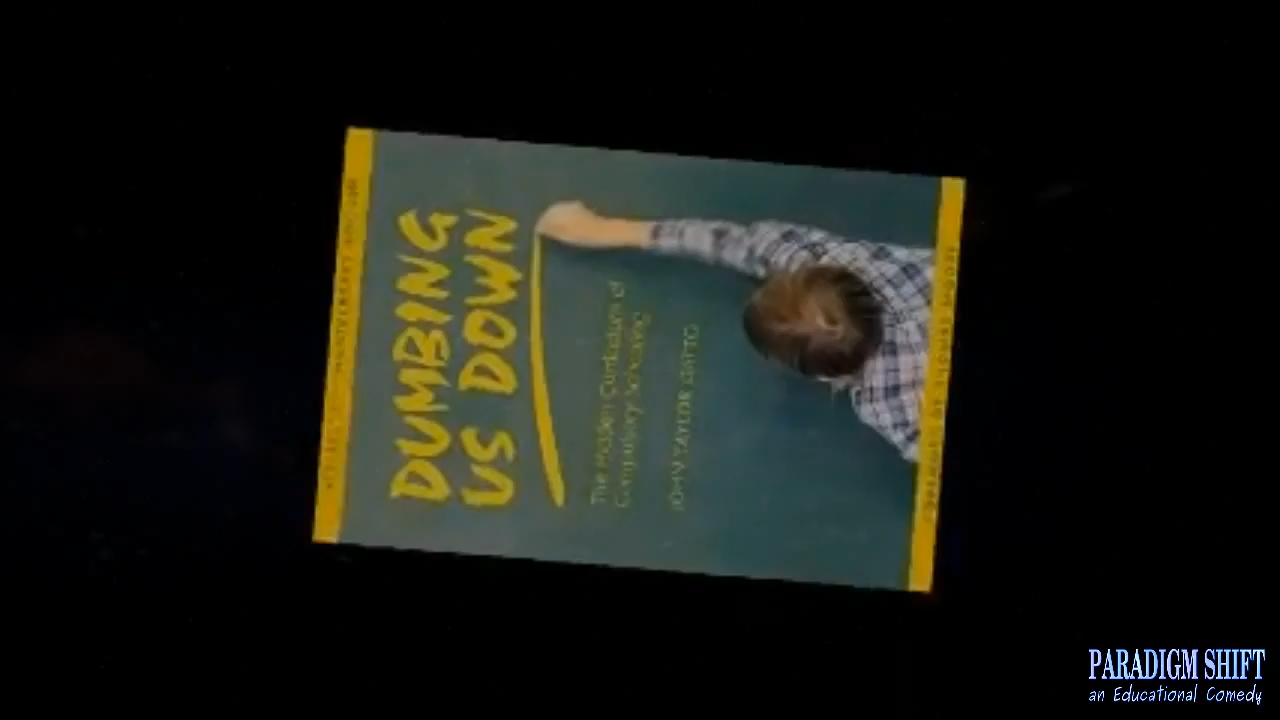 DUMBING
US DOWN
The Hidden Curriculum of
Compulsory Schooling
JOHN TAYLOR GATTO
PARADIGM SHIFT
an Educational Comedy